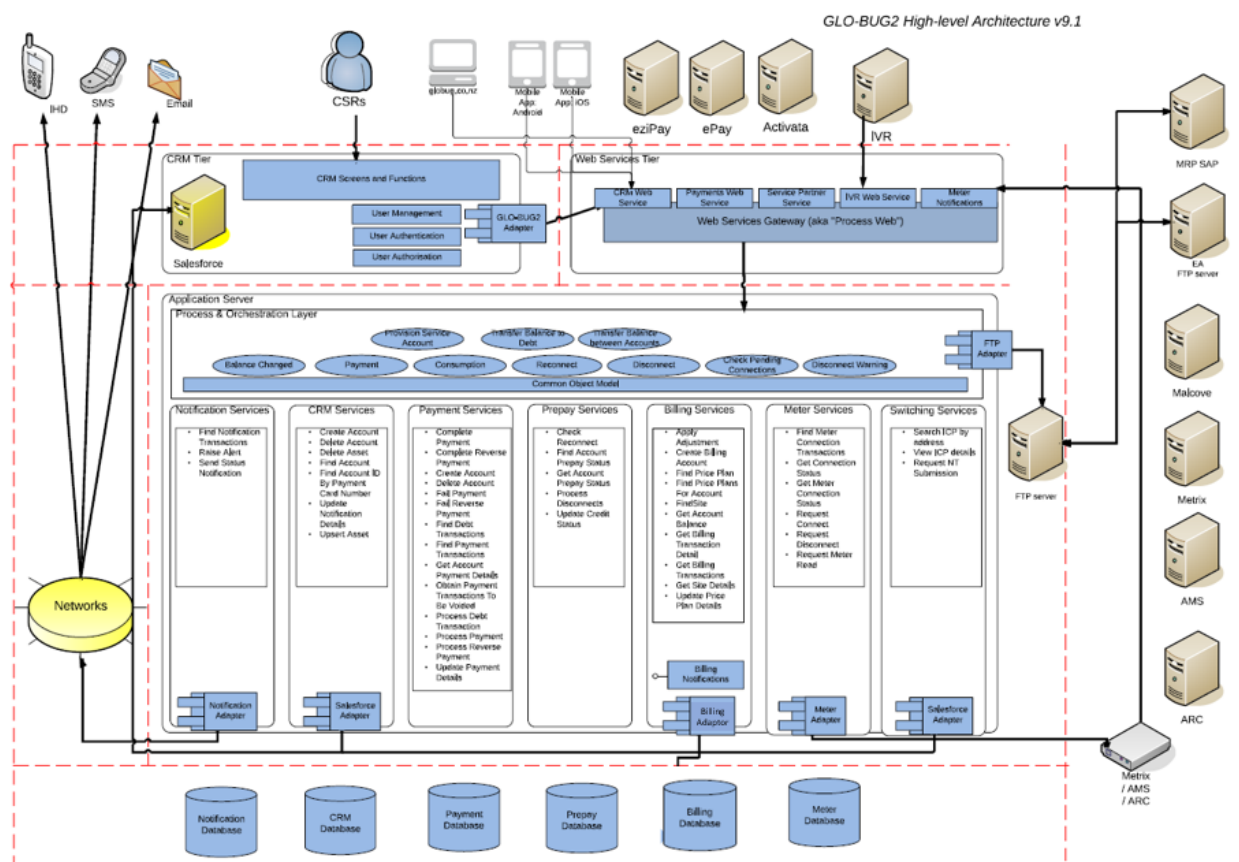 GLO-BUG2 High-level Architecture v9.1
IHD
SMS
Email
CSRs
globug.co.nz
Mobile
App:
Android
Mobile
App: iOS
eziPay
ePay
Activata
IVR
MRP SAP
EA
FTP server
Malcove
Metrix
AMS
ARC
Metrix
/ AMS
/ ARC
CRM Tier
CRM Screens and Functions
User Management
User Authentication
User Authorisation
GLO-BUG2
Adapter
Salesforce
Web Services Tier
CRM Web
Service
Payments Web
Service
Service Partner
Service
IVR Web Service
Meter
Notifications
Web Services Gateway (aka "Process Web")
Application Server
Process & Orchestration Layer
Provision Service
Account
Transfer Balance to
Debt
Transfer Balance
between Accounts
Balance Changed
Payment
Consumption
Reconnect
Disconnect
Check Pending
Connections
Disconnect Warning
Common Object Model
FTP
Adapter
FTP server
Notification Services
• Find Notification
Transactions
• Raise Alert
• Send Status
Notification
Notification
Adapter
CRM Services
• Create Account
• Delete Account
• Delete Asset
• Find Account
• Find Account ID
By Payment
Card Number
• Update
Notification
Details
• Upsert Asset
Salesforce
Adapter
Payment Services
• Complete
Payment
• Complete Reverse
Payment
• Create Account
• Delete Account
• Fail Payment
• Fail Reverse
Payment
• Find Debt
Transactions
• Find Payment
Transactions
• Get Account
Payment Details
• Obtain Payment
Transactions To
Be Voided
• Process Debt
Transaction
• Process Payment
• Process Reverse
Payment
• Update Payment
Details
Prepay Services
• Check
Reconnect
• Find Account
Prepay Status
• Get Account
Prepay Status
• Process
Disconnects
• Update Credit
Status
Billing Services
• Apply
Adjustment
• Create Billing
Account
• Find Price Plan
• Find Price Plans
For Account
• FindSite
• Get Account
Balance
• Get Billing
Transaction
Detail
• Get Billing
Transactions
• Get Site Details
• Update Price
Plan Details
Billing
Notifications
Billing
Adaptor
Meter Services
• Find Meter
Connection
Transactions
• Get Connection
Status
• Get Meter
Connection
Status
• Request
Connect
• Request
Disconnect
• Request Meter
Read
Meter
Adapter
Switching Services
• Search ICP by
address
• View ICP details
• Request NT
Submission
Salesforce
Adapter
Networks
Notification
Database
CRM
Database
Payment
Database
Prepay
Database
Billing
Database
Meter
Database